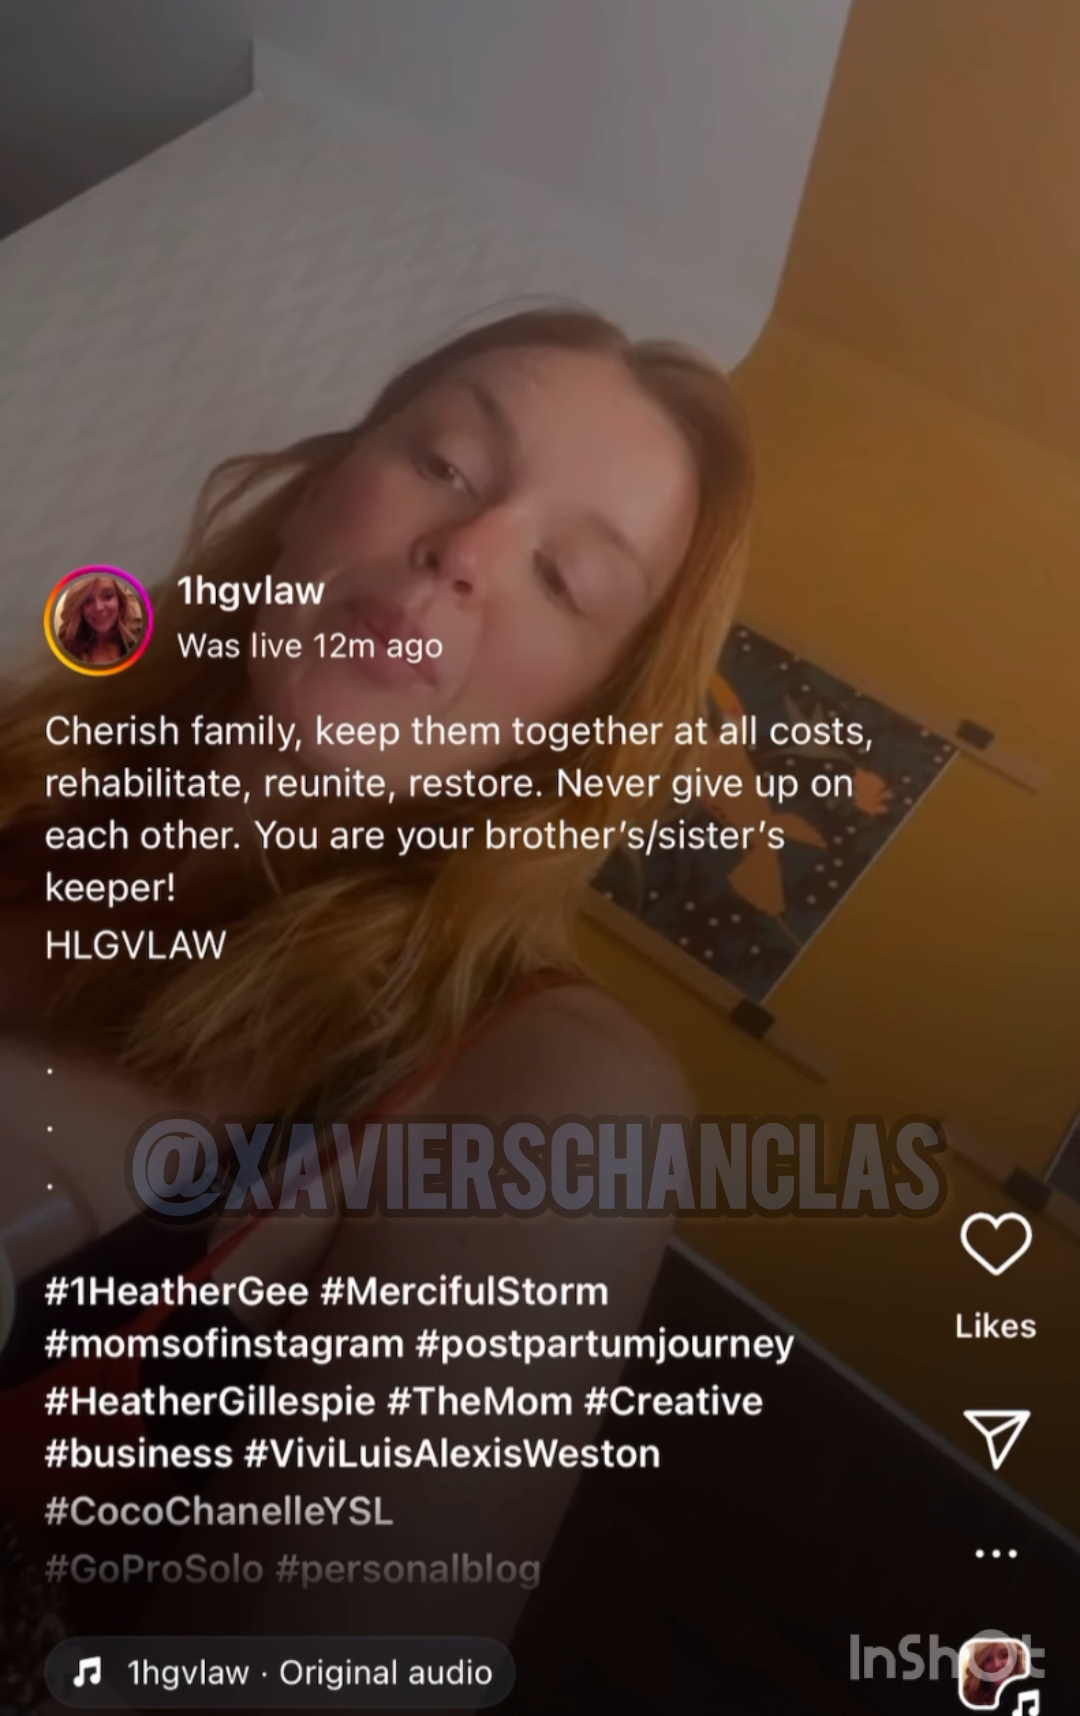 1hgvlaw
Was live 12m ago
Cherish family, keep them together at all costs,
rehabilitate, reunite, restore. Never give up on
each other. You are your brother’s/sister’s
keeper!
HLGVLAW
.
.
.
@XAVIERSCHANCLAS
#1HeatherGee #MercifulStorm
#momsofinstagram #postpartumjourney
#HeatherGillespie #TheMom #Creative
#business #ViviLuisAlexisWeston
#CocoChanelleYSL
#GoProSolo #personalblog
Likes
1hgvlaw · Original audio
InShOt